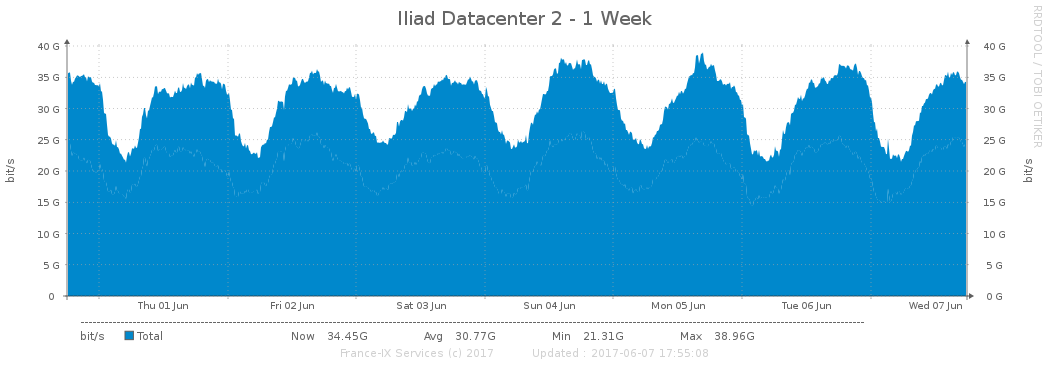 Iliad Datacenter 2 - 1 Week
RRDTOOL / TOBI OETIKER
40 G 40 G
35 G 35 G
30 G 30 G
25 G 25 G
20 G 20 G
15 G 15 G
10 G 10 G
5 G 5 G
0 0 G
bit/s
bit/s
Thu 01 Jun Fri 02 Jun Sat 03 Jun Sun 04 Jun Mon 05 Jun Tue 06 Jun Wed 07 Jun
bit/s Total Now 34.45G Avg 30.77G Min 21.31G Max 38.96G
France-IX Services (c) 2017 Updated : 2017-06-07 17:55:08